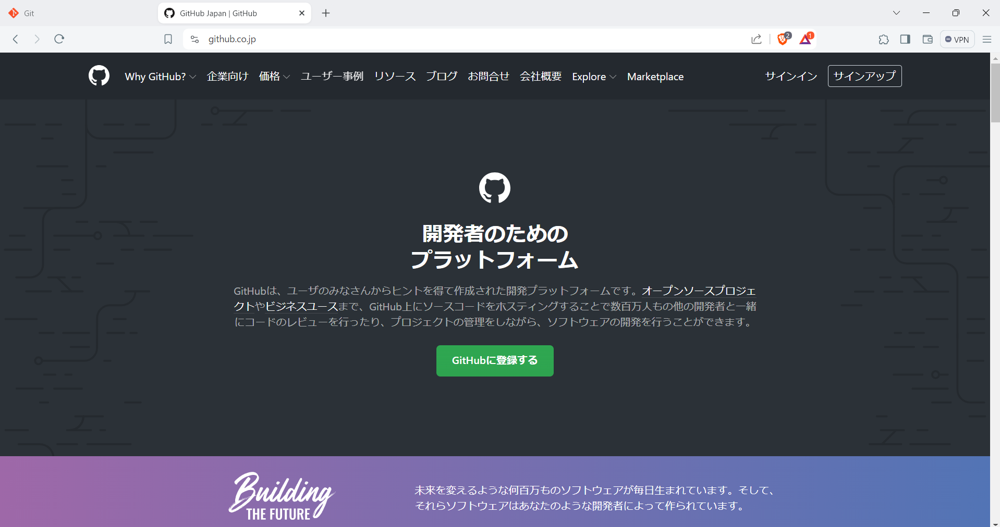 Git
GitHub Japan | GitHub
github.co.jp
2
1
VPN
Why GitHub?
企業向け
価格
ユーザー事例
リソース
ブログ
お問合せ
会社概要
Explore
Marketplace
サインイン
サインアップ
開発者のための
プラットフォーム
GitHubは、ユーザのみなさんからヒントを得て作成された開発プラットフォームです。オープンソースプロジェ
クトやビジネスユースまで、GitHub上にソースコードをホスティングすることで数百万人もの他の開発者と一緒
にコードのレビューを行ったり、プロジェクトの管理をしながら、ソフトウェアの開発を行うことができます。
GitHubに登録する
Building
THE FUTURE
未来を変えるような何百万ものソフトウェアが毎日生まれています。そして、
それらソフトウェアはあなたのような開発者によって作られています。